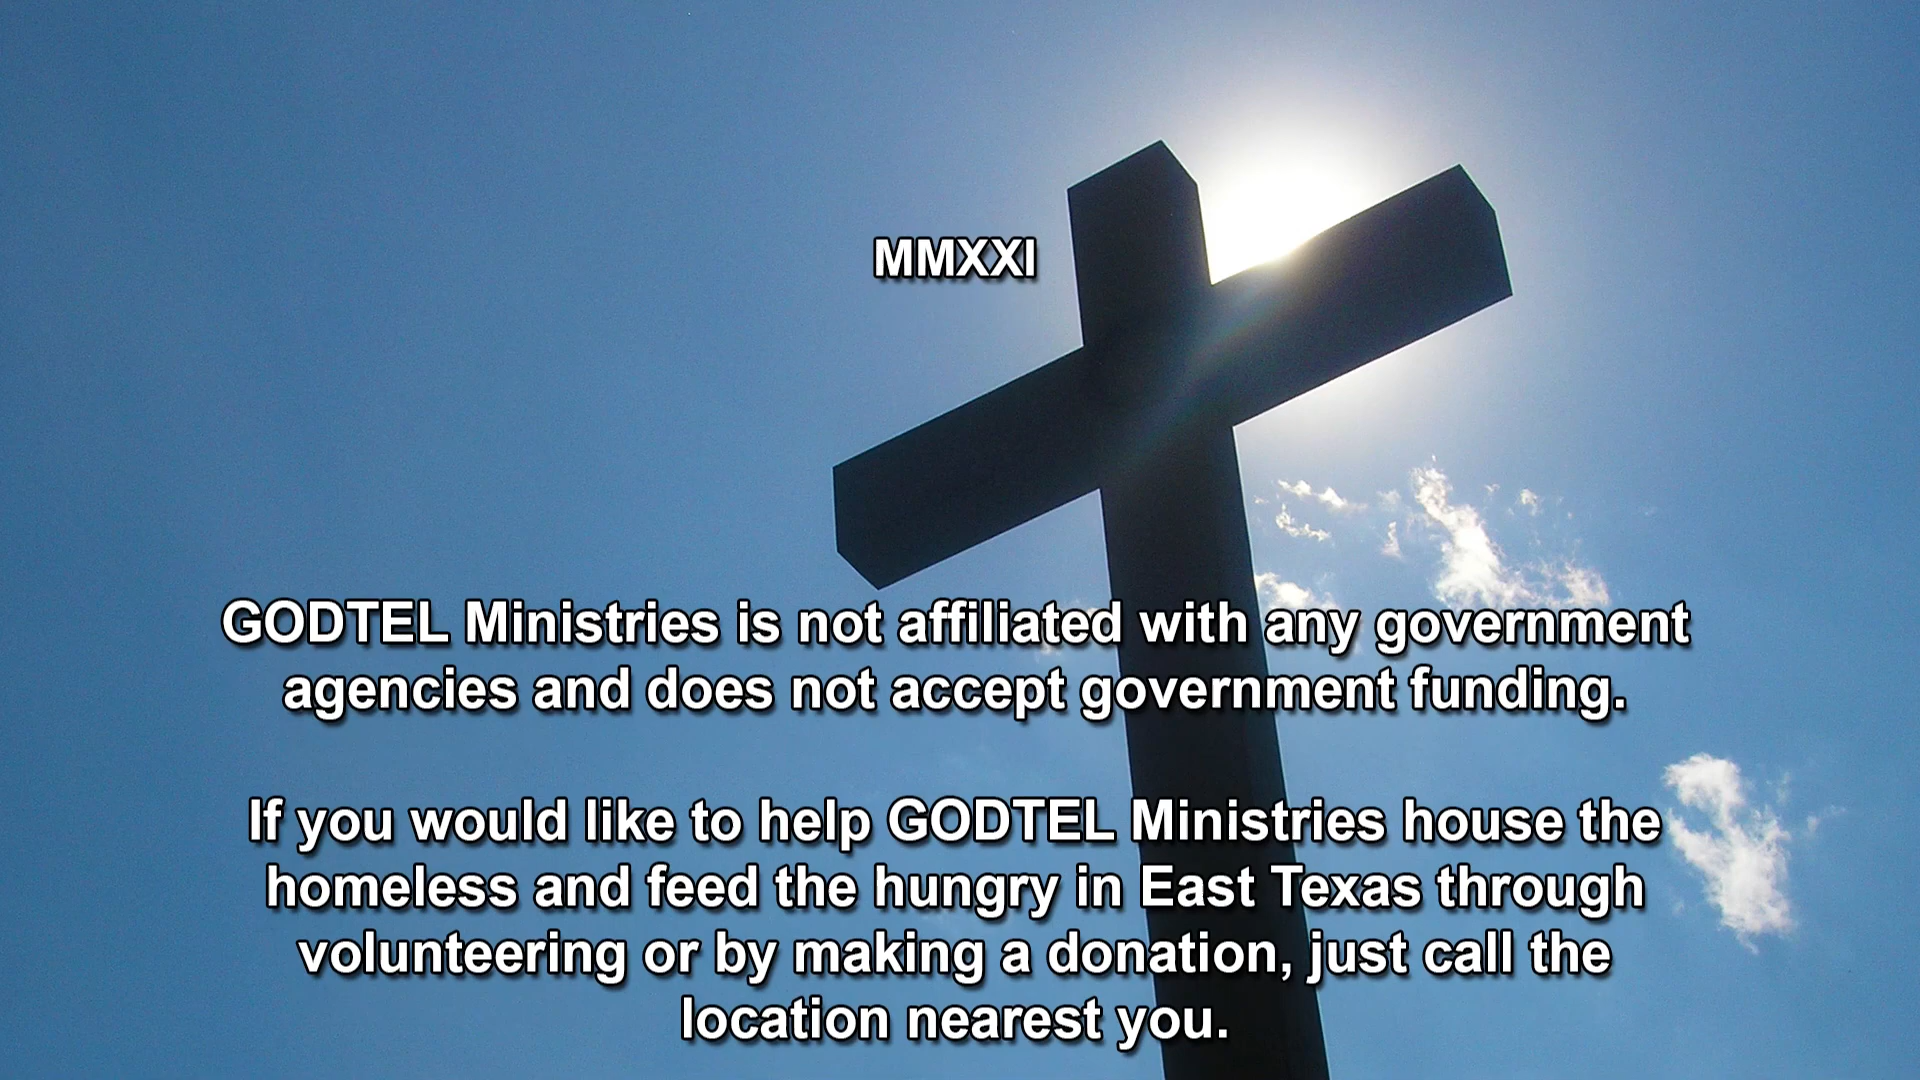 MMXXI
GODTEL Ministries is not affiliated with any government
agencies and does not accept government funding.
If you would like to help GODTEL Ministries house the
homeless and feed the hungry in East Texas through
volunteering or by making a donation, just call the
location nearest you.